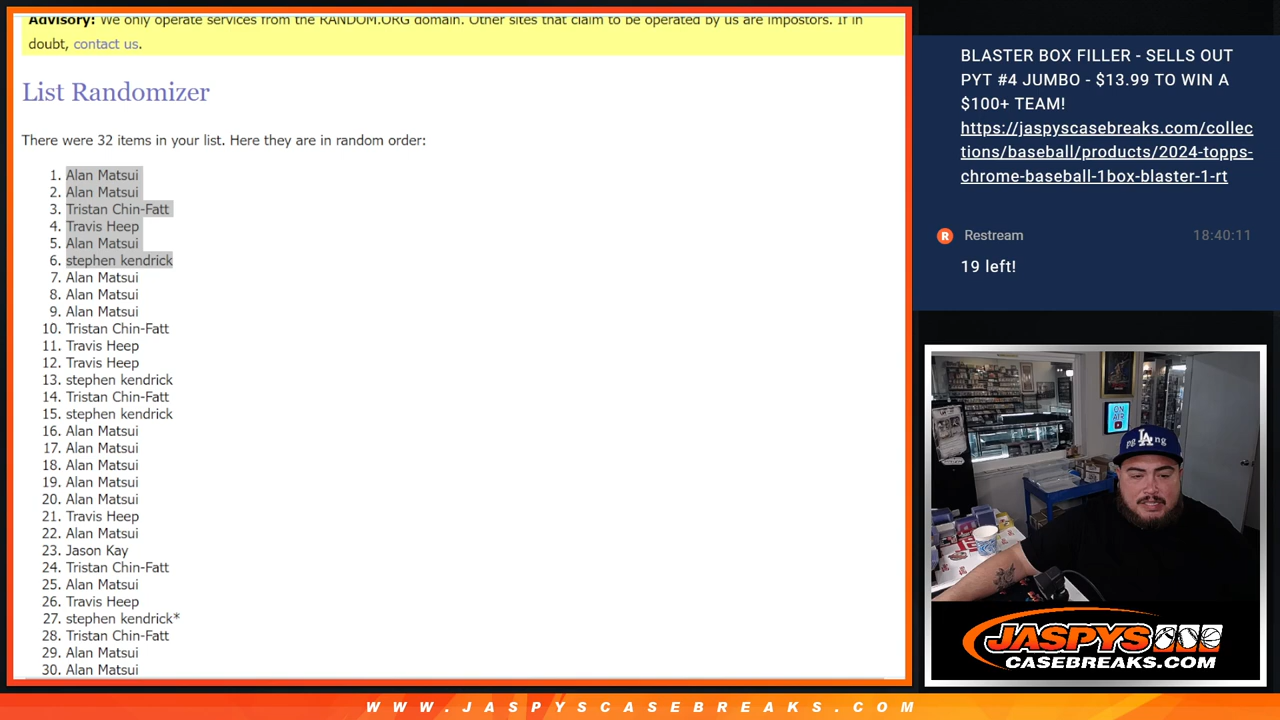 Advisory: We only operate services from the RANDOM.ORG domain. Other sites that claim to be operated by us are impostors. If in
doubt, contact us.
List Randomizer
There were 32 items in your list. Here they are in random order:
1. Alan Matsui
2. Alan Matsui
3. Tristan Chin-Fatt
4. Travis Heep
5. Alan Matsui
6. stephen kendrick
7. Alan Matsui
8. Alan Matsui
9. Alan Matsui
10. Tristan Chin-Fatt
11. Travis Heep
12. Travis Heep
13. stephen kendrick
14. Tristan Chin-Fatt
15. stephen kendrick
16. Alan Matsui
17. Alan Matsui
18. Alan Matsui
19. Alan Matsui
20. Alan Matsui
21. Travis Heep
22. Alan Matsui
23. Jason Kay
24. Tristan Chin-Fatt
25. Alan Matsui
26. Travis Heep
27. stephen kendrick*
28. Tristan Chin-Fatt
29. Alan Matsui
30. Alan Matsui
BLASTER BOX FILLER - SELLS OUT
PYT #4 JUMBO - $13.99 TO WIN A
$100+ TEAM!
https://jaspyscasebreaks.com/collec
tions/baseball/products/2024-topps-
chrome-baseball-1box-blaster-1-rt
R Restream 18:40:11
19 left!
ON
AIR
pg LA ng
JASPYS
CASEBREAKS.COM
WWW.JASPYSCASEBREAKS.COM